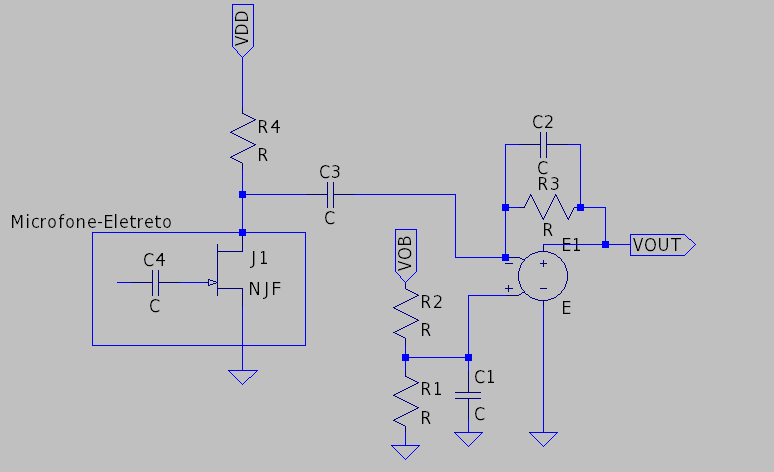 VDD
R4
R
C3
C
C2
C
R3
R
Microfone-Eletreto
C4
C
J1
NJF
VOB
R2
R
R1
R
C1
C
E1
E
VOUT
+
−
−
+